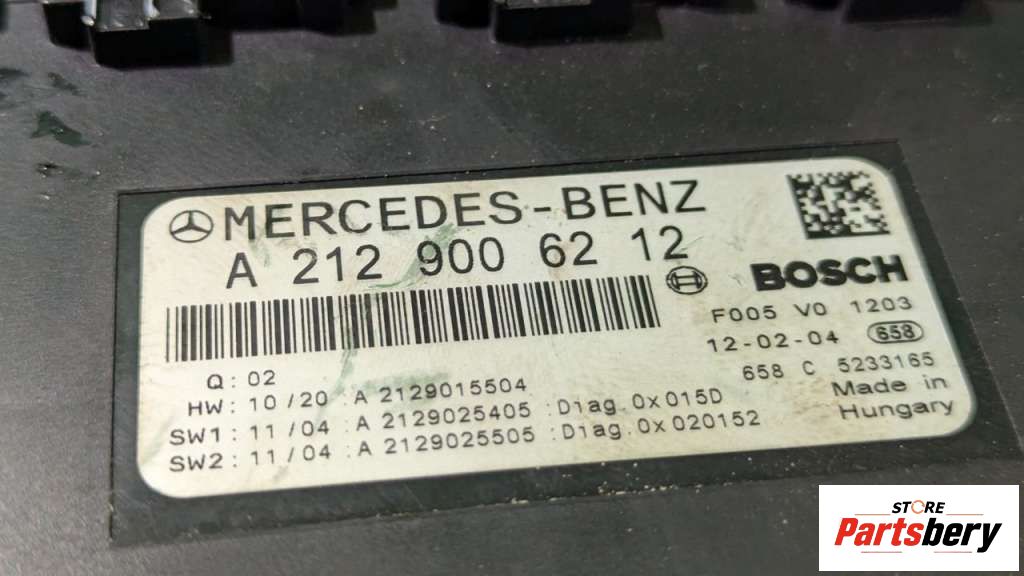 MERCEDES-BENZ
A 212 900 62 12
BOSCH
F005 V0 1203
12-02-04 658
658 C 5233165
Made in
Hungary
Q: 02
HW: 10/20 :A 2129015504
SW1: 11/04 :A 2129025405 :Diag.0x015D
SW2: 11/04 :A 2129025505 :Diag.0x020152
STORE
Partsbery